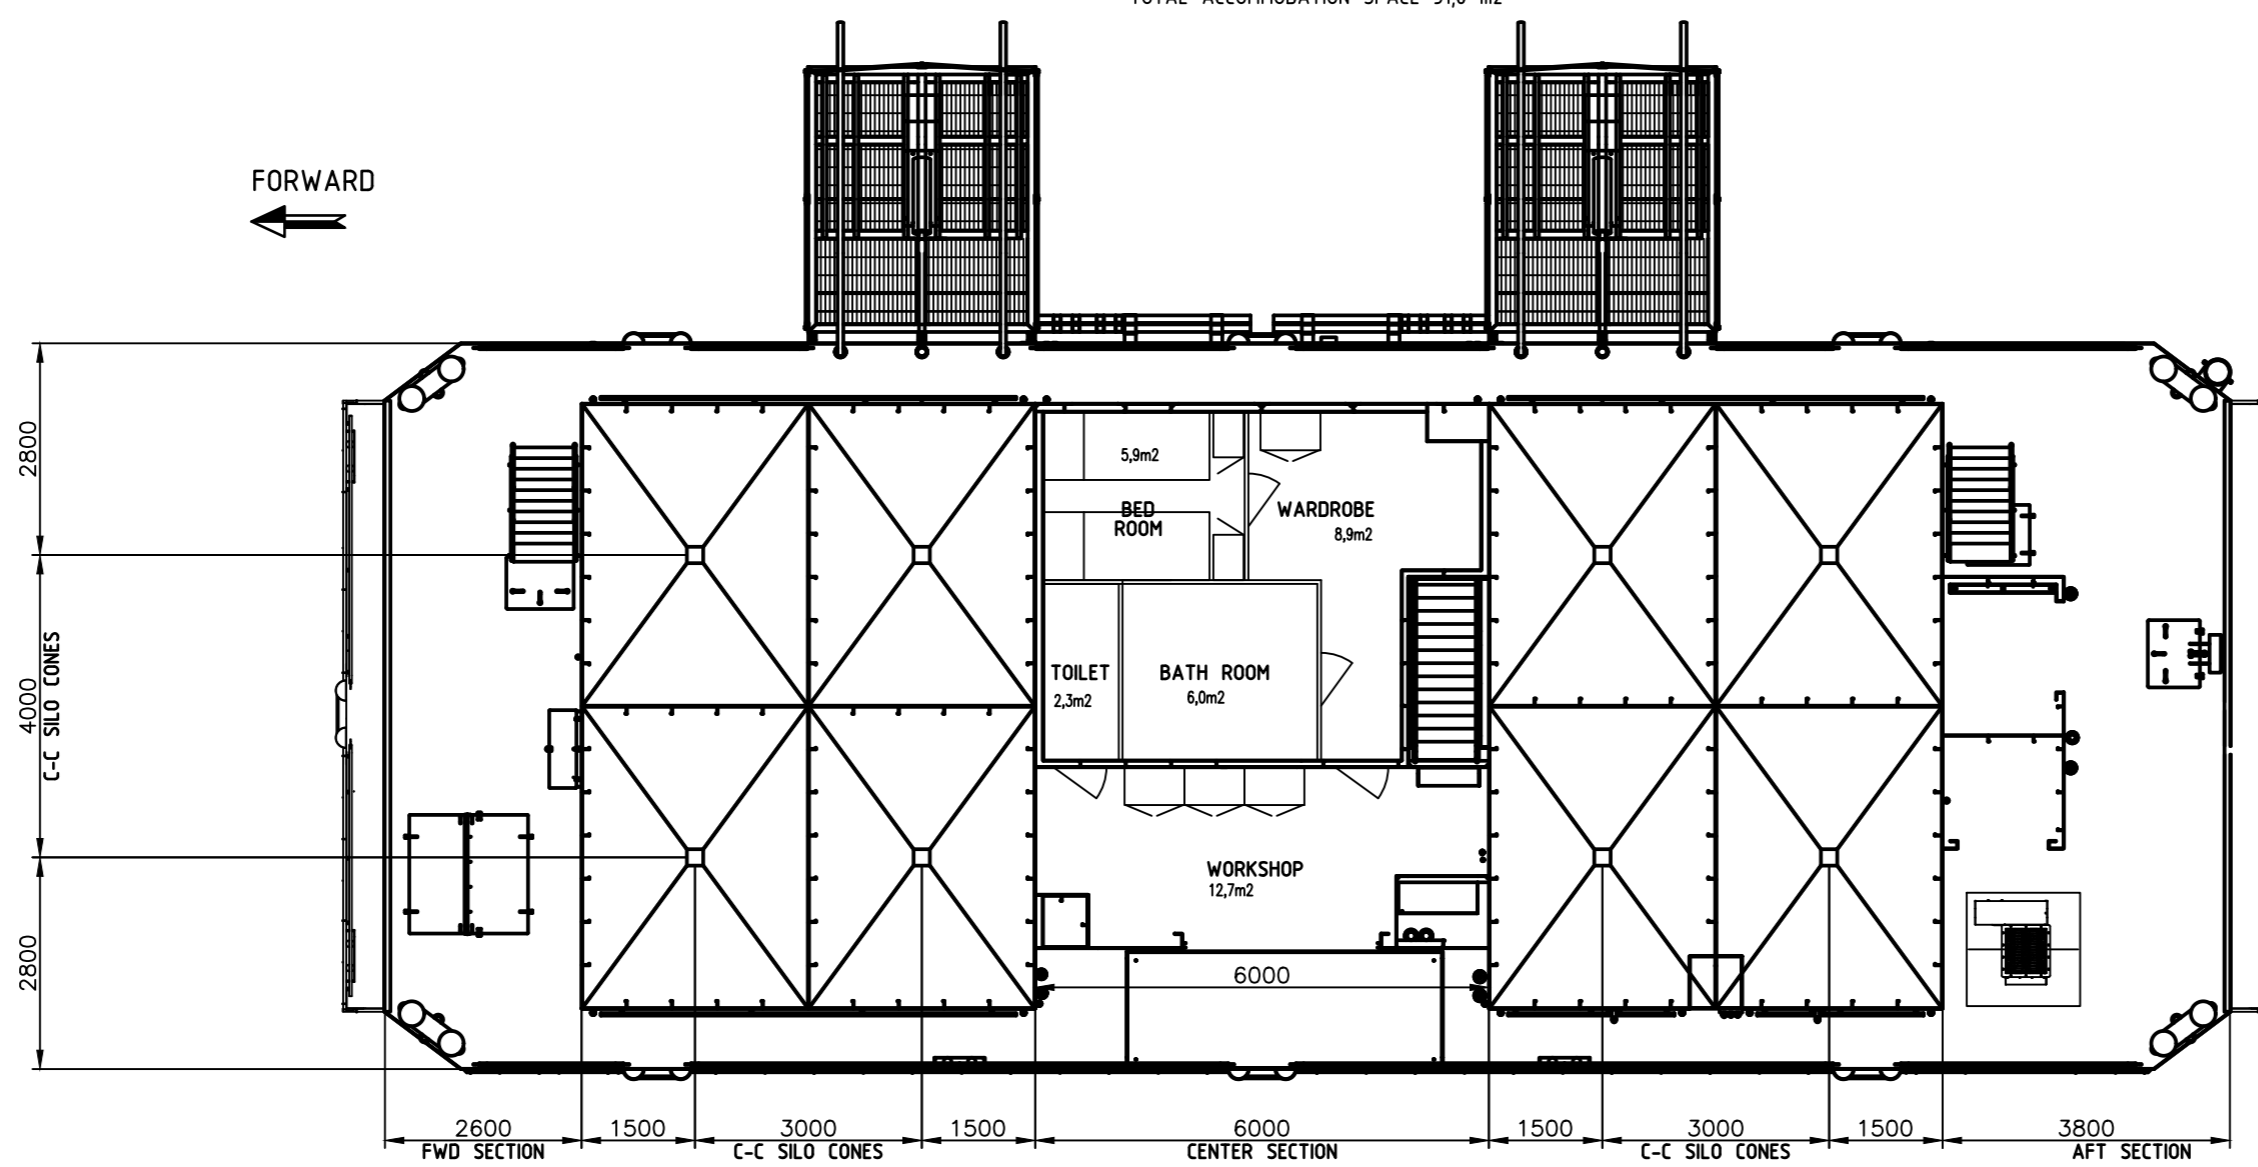 FORWARD
2800
5,9m2
BED
ROOM
WARDROBE
8,9m2
4000
C-C SILO CONES
TOILET
2,3m2
BATH ROOM
6,0m2
WORKSHOP
12,7m2
2800
6000
2600
1500
3000
1500
6000
1500
3000
1500
3800
FWD SECTION
C-C SILO CONES
CENTER SECTION
C-C SILO CONES
AFT SECTION